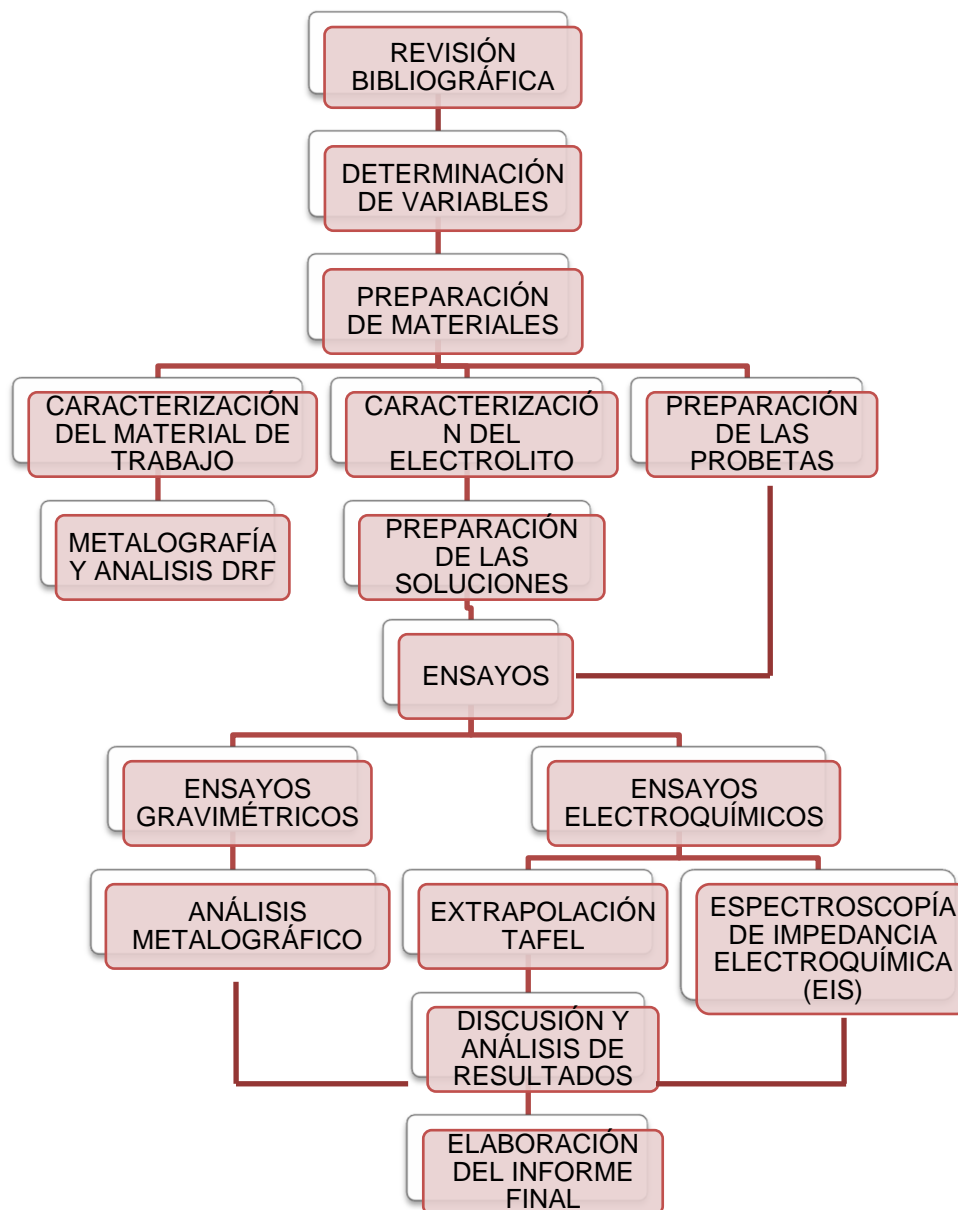 REVISIÓN
BIBLIOGRÁFICA
DETERMINACIÓN
DE VARIABLES
PREPARACIÓN
DE MATERIALES
CARACTERIZACIÓN
DEL MATERIAL DE
TRABAJO
CARACTERIZACIÓ
N DEL
ELECTROLITO
PREPARACIÓN
DE LAS
PROBETAS
METALOGRAFÍA
Y ANALISIS DRF
PREPARACIÓN
DE LAS
SOLUCIONES
ENSAYOS
ENSAYOS
GRAVIMÉTRICOS
ENSAYOS
ELECTROQUÍMICOS
ANÁLISIS
METALOGRÁFICO
EXTRAPOLACIÓN
TAFEL
ESPECTROSCOPÍA
DE IMPEDANCIA
ELECTROQUÍMICA
(EIS)
DISCUSIÓN Y
ANÁLISIS DE
RESULTADOS
ELABORACIÓN
DEL INFORME
FINAL